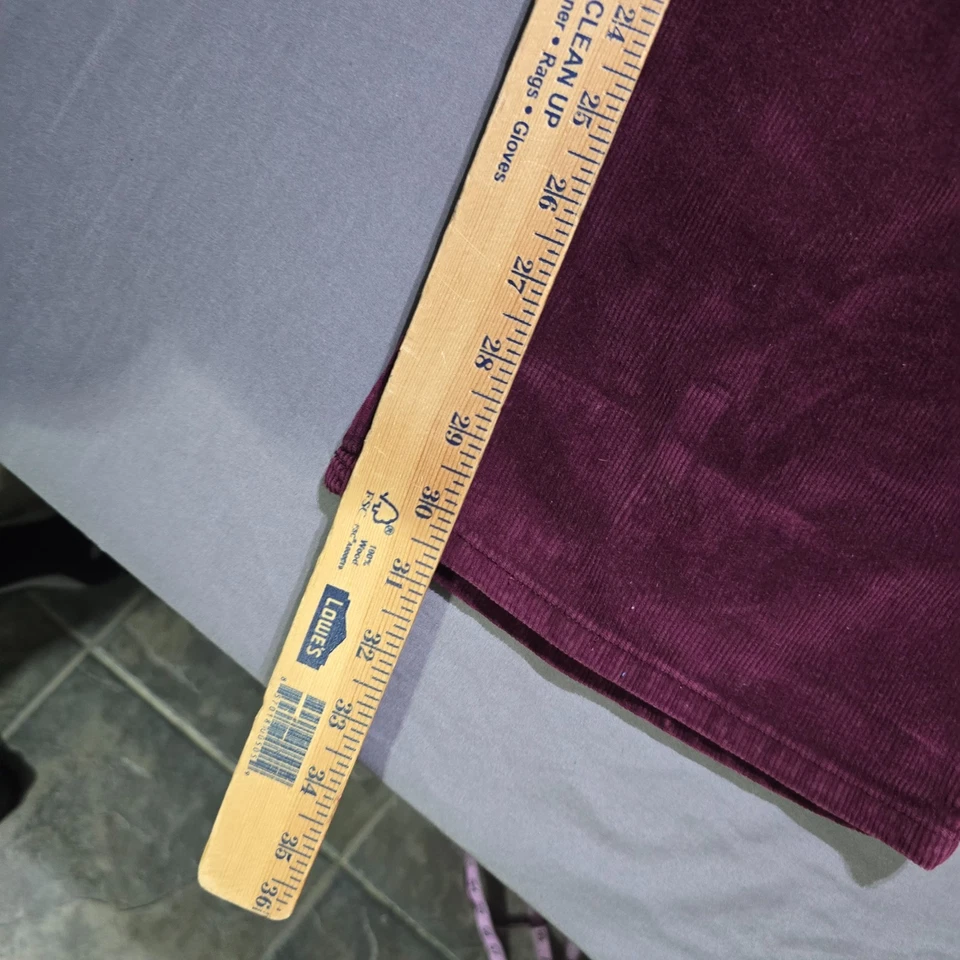 CLEAN UP
ner • Rags • Gloves
24
25
26
27
28
29
30
31
32
33
34
35
36
FSC®
100%
Wood
LOWE'S